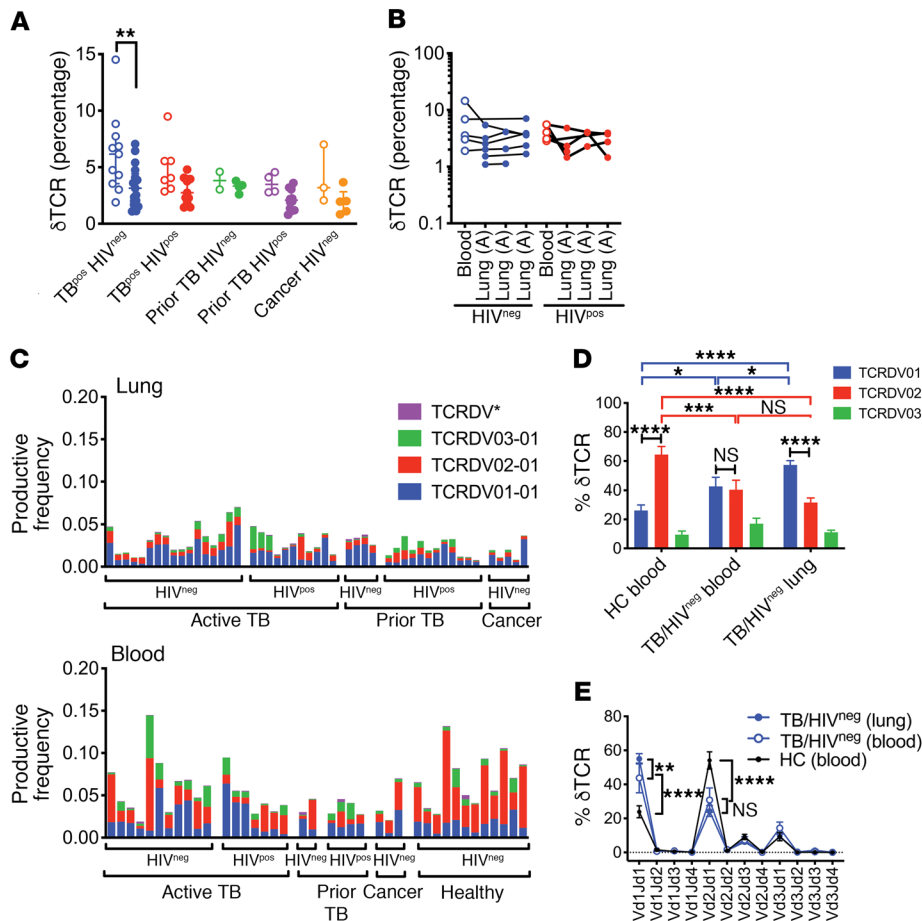 A
**
δTCR (percentage)
15
10
5
0
TBpos HIVneg
TBpos HIVpos
Prior TB HIVneg
Prior TB HIVpos
Cancer HIVneg
B
δTCR (percentage)
100
10
1
0.1
Blood
Lung (A)
Lung (A)
Lung (A)
Blood
Lung (A)
Lung (A)
Lung (A)
HIVneg
HIVpos
C
Lung
Productive
frequency
0.20
0.15
0.10
0.05
0.00
TCRDV*
TCRDV03-01
TCRDV02-01
TCRDV01-01
HIVneg
HIVpos
HIVneg
HIVpos
HIVneg
Active TB
Prior TB
Cancer
Blood
Productive
frequency
0.20
0.15
0.10
0.05
0.00
HIVneg
HIVpos
HIVneg
HIVpos
HIVneg
HIVneg
Active TB
Prior
TB
Cancer
Healthy
D
TCRDV01
TCRDV02
TCRDV03
****
*
*
****
***
NS
****
NS
****
% δTCR
100
80
60
40
20
0
HC blood
TB/HIVneg blood
TB/HIVneg lung
E
TB/HIVneg (lung)
TB/HIVneg (blood)
HC (blood)
% δTCR
80
60
40
20
0
**
****
****
NS
Vd1Jd1
Vd1Jd2
Vd1Jd3
Vd1Jd4
Vd2Jd1
Vd2Jd2
Vd2Jd3
Vd2Jd4
Vd3Jd1
Vd3Jd2
Vd3Jd3
Vd3Jd4